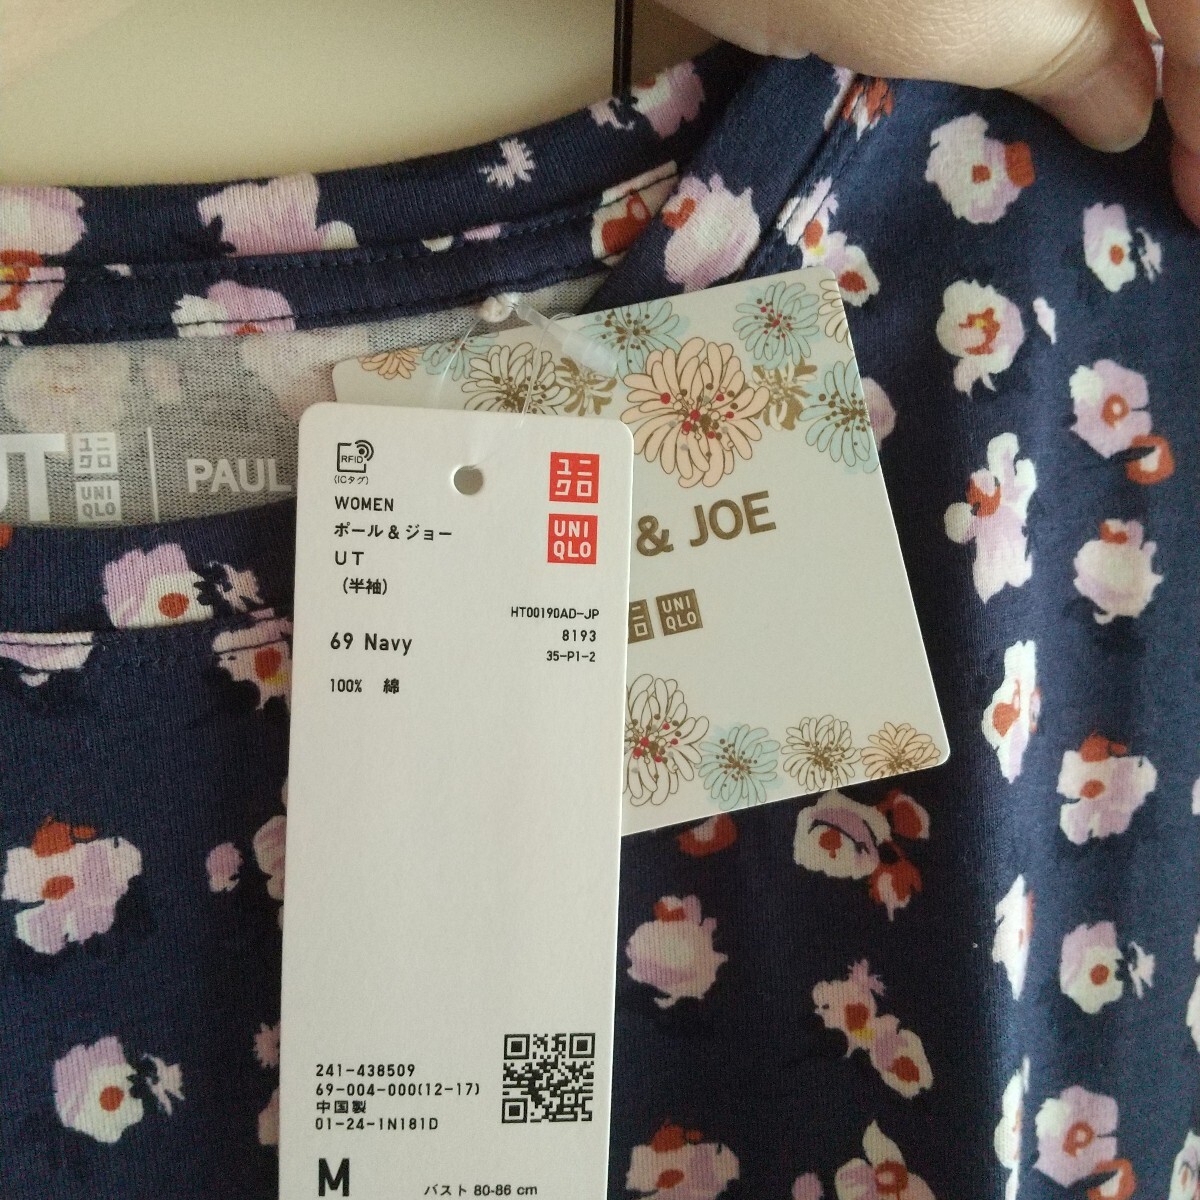 UT
ユニ
クロ
UNI
QLO
PAUL
RFID
(ICタグ)
WOMEN
ポール&ジョー
UT
(半袖)
ユニ
クロ
UNI
QLO
HT00190AD-JP
8193
35-P1-2
69 Navy
100% 綿
& JOE
ニ
ロ
UNI
QLO
241-438509
69-004-000(12-17)
中国製
01-24-1N181D
M
バスト 80-86 cm